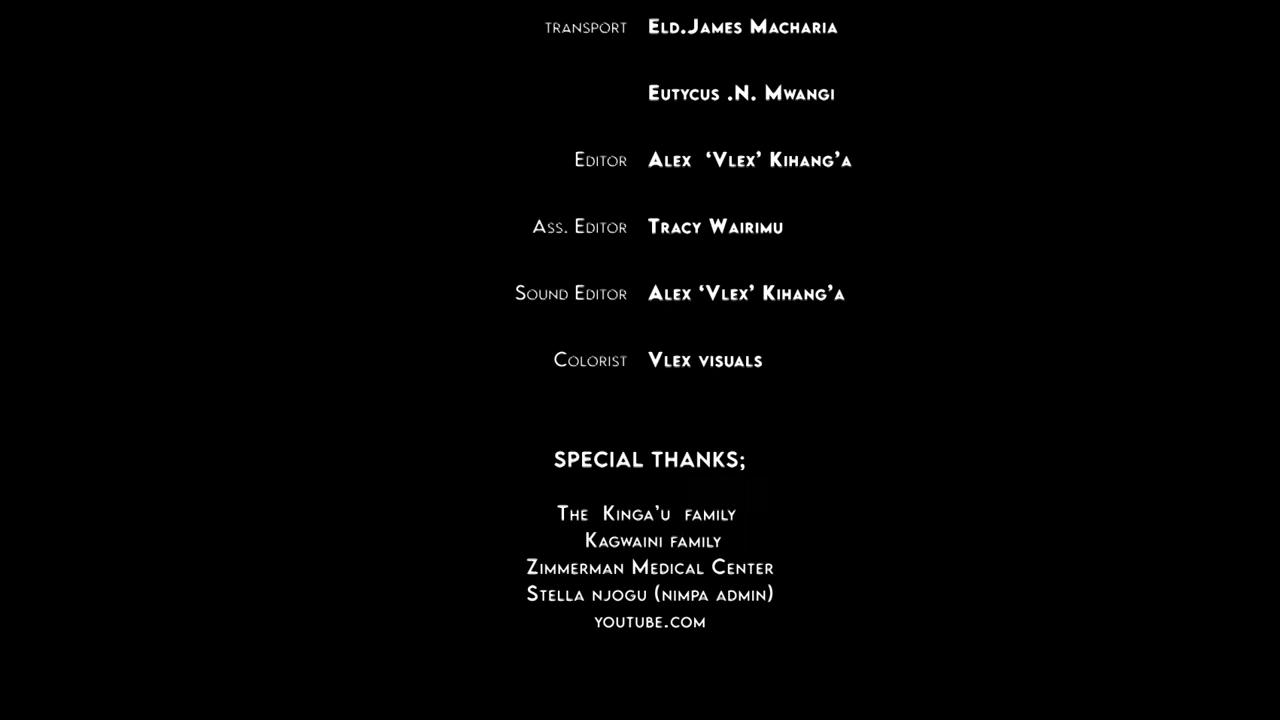 TRANSPORT Eld.James Macharia
Eutycus .N. Mwangi
Editor Alex ‘Vlex’ Kihang’a
Ass. Editor Tracy Wairimu
Sound Editor Alex ‘Vlex’ Kihang’a
Colorist Vlex visuals
SPECIAL THANKS;
The Kinga’u family
Kagwaini family
Zimmerman Medical Center
Stella njogu (nimpa admin)
youtube.com